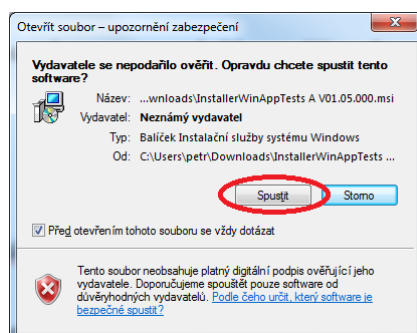 Otevřít soubor – upozornění zabezpečení
Vydavatele se nepodařilo ověřit. Opravdu chcete spustit tento
software?
Název: ...wnloads\InstallerWinAppTests A V01.05.000.msi
Vydavatel: Neznámý vydavatel
Typ: Balíček Instalační služby systému Windows
Od: C:\Users\petr\Downloads\InstallerWinAppTests ...
Spustit Storno
Před otevřením tohoto souboru se vždy dotázat
Tento soubor neobsahuje platný digitální podpis ověřující jeho
vydavatele. Doporučujeme spouštět pouze software od
důvěryhodných vydavatelů. Podle čeho určit, který software je
bezpečné spustit?